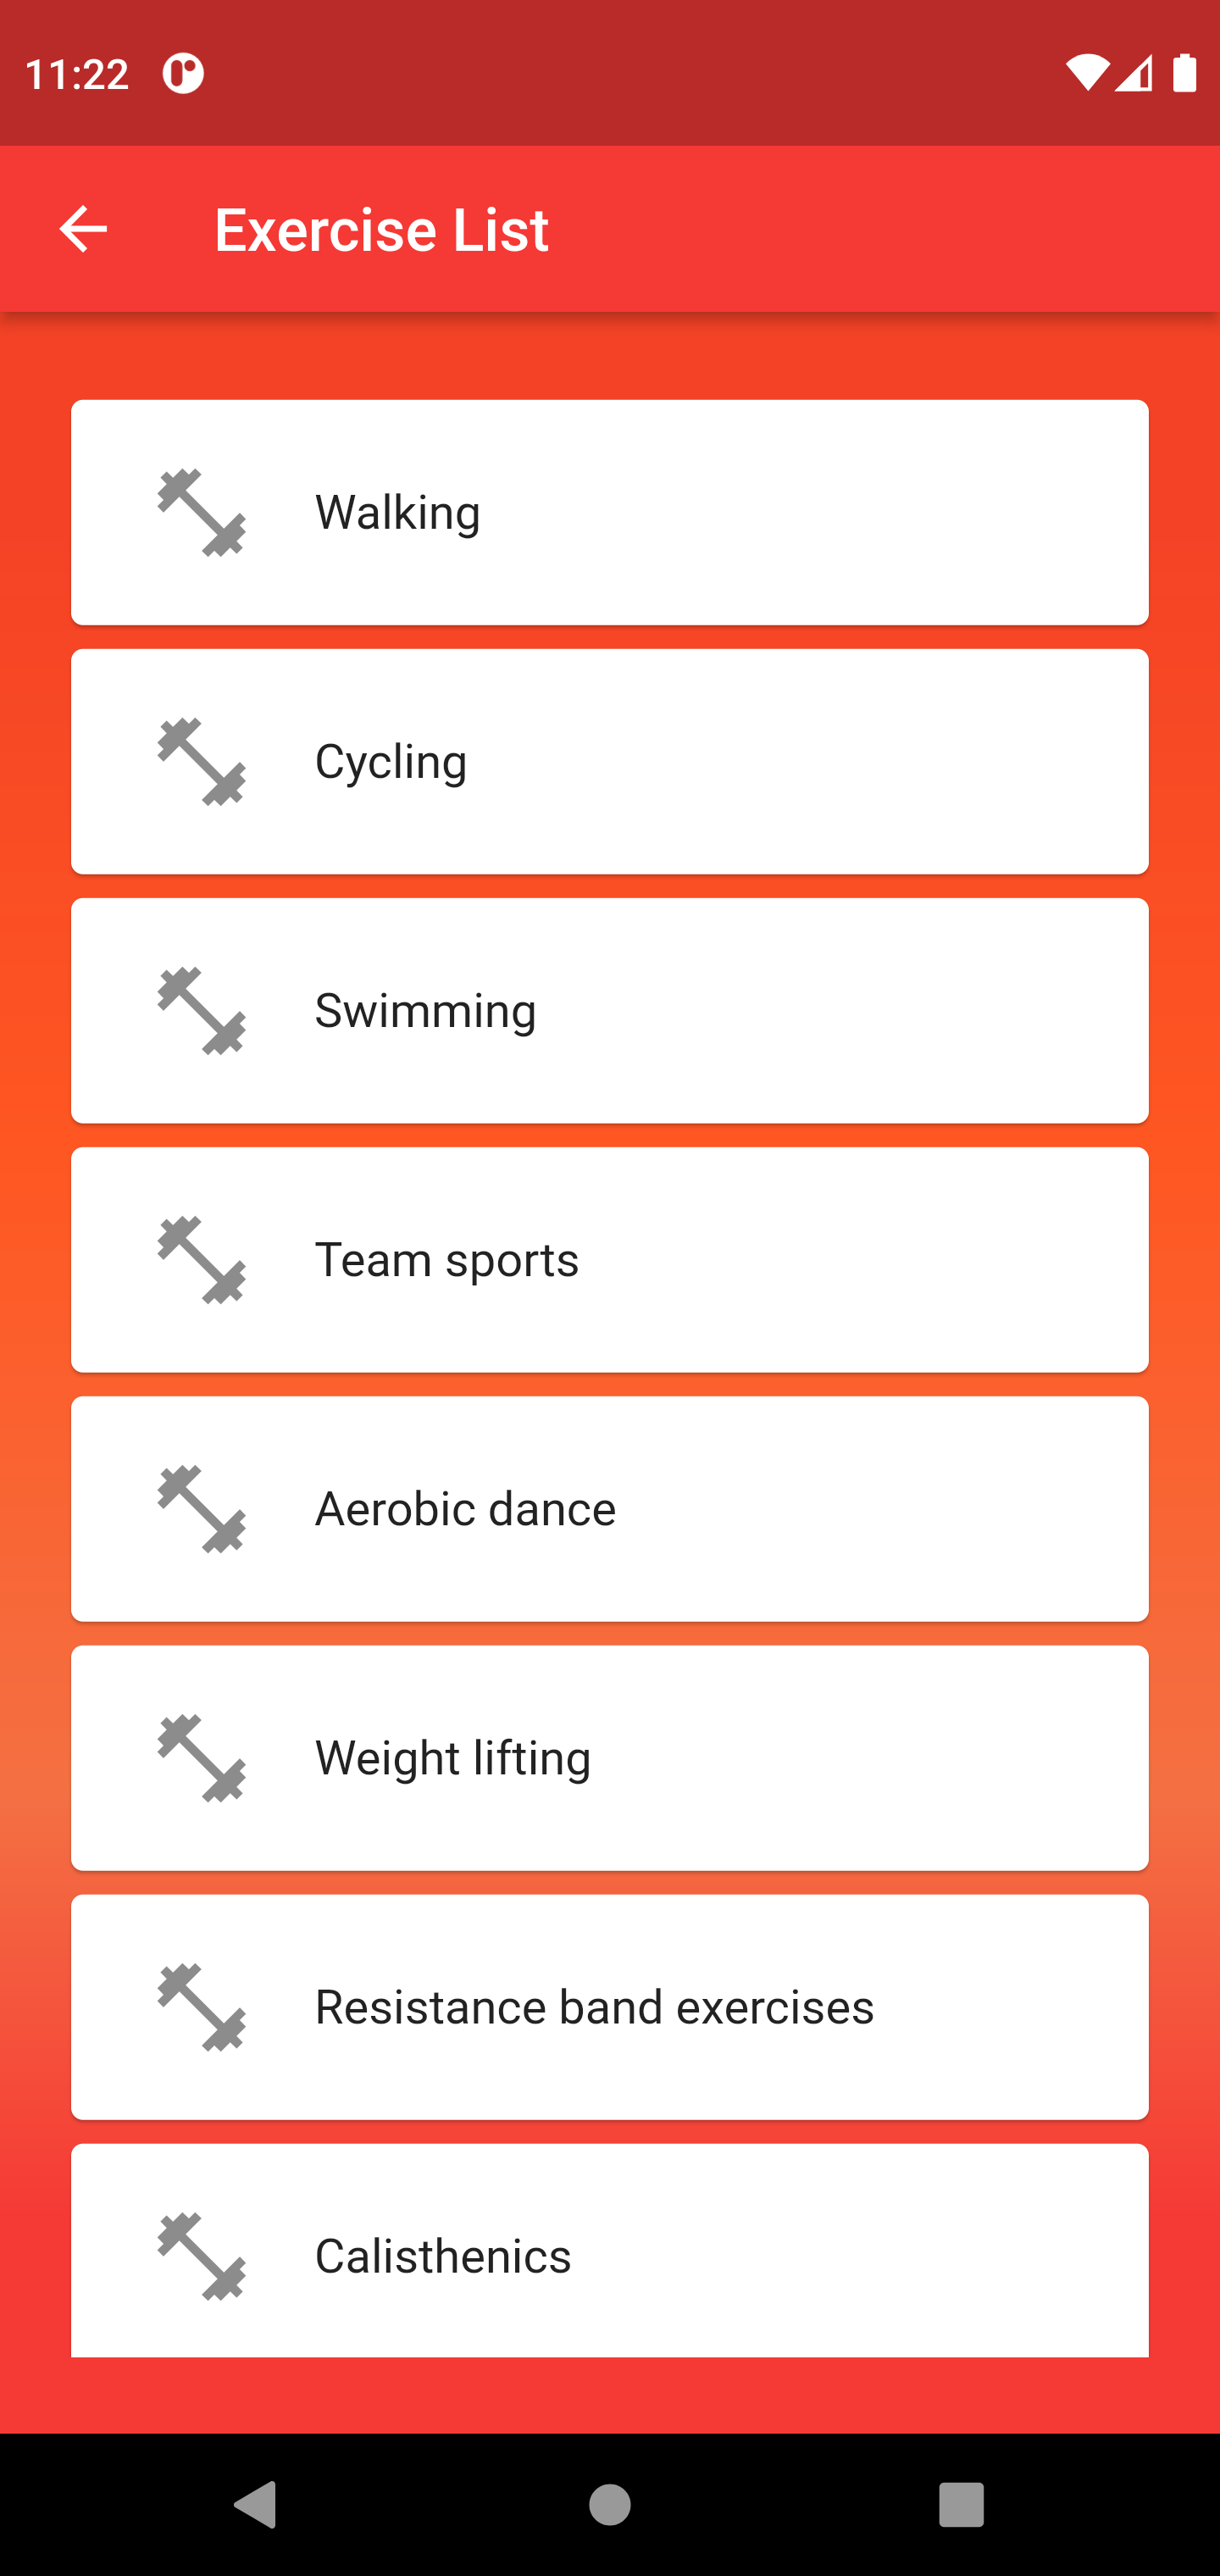 11:22
Exercise List
Walking
Cycling
Swimming
Team sports
Aerobic dance
Weight lifting
Resistance band exercises
Calisthenics